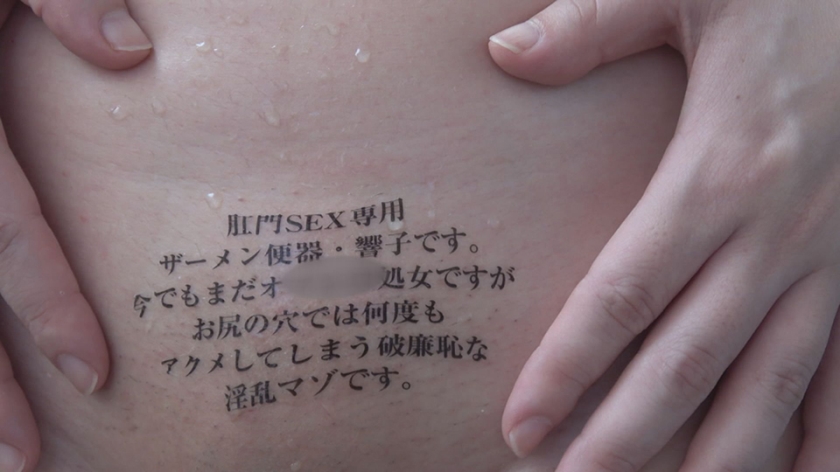 肛門SEX専用
ザーメン便器・響子です。
今でもまだオ 処女ですが
お尻の穴では何度も
アクメしてしまう破廉恥な
淫乱マゾです。